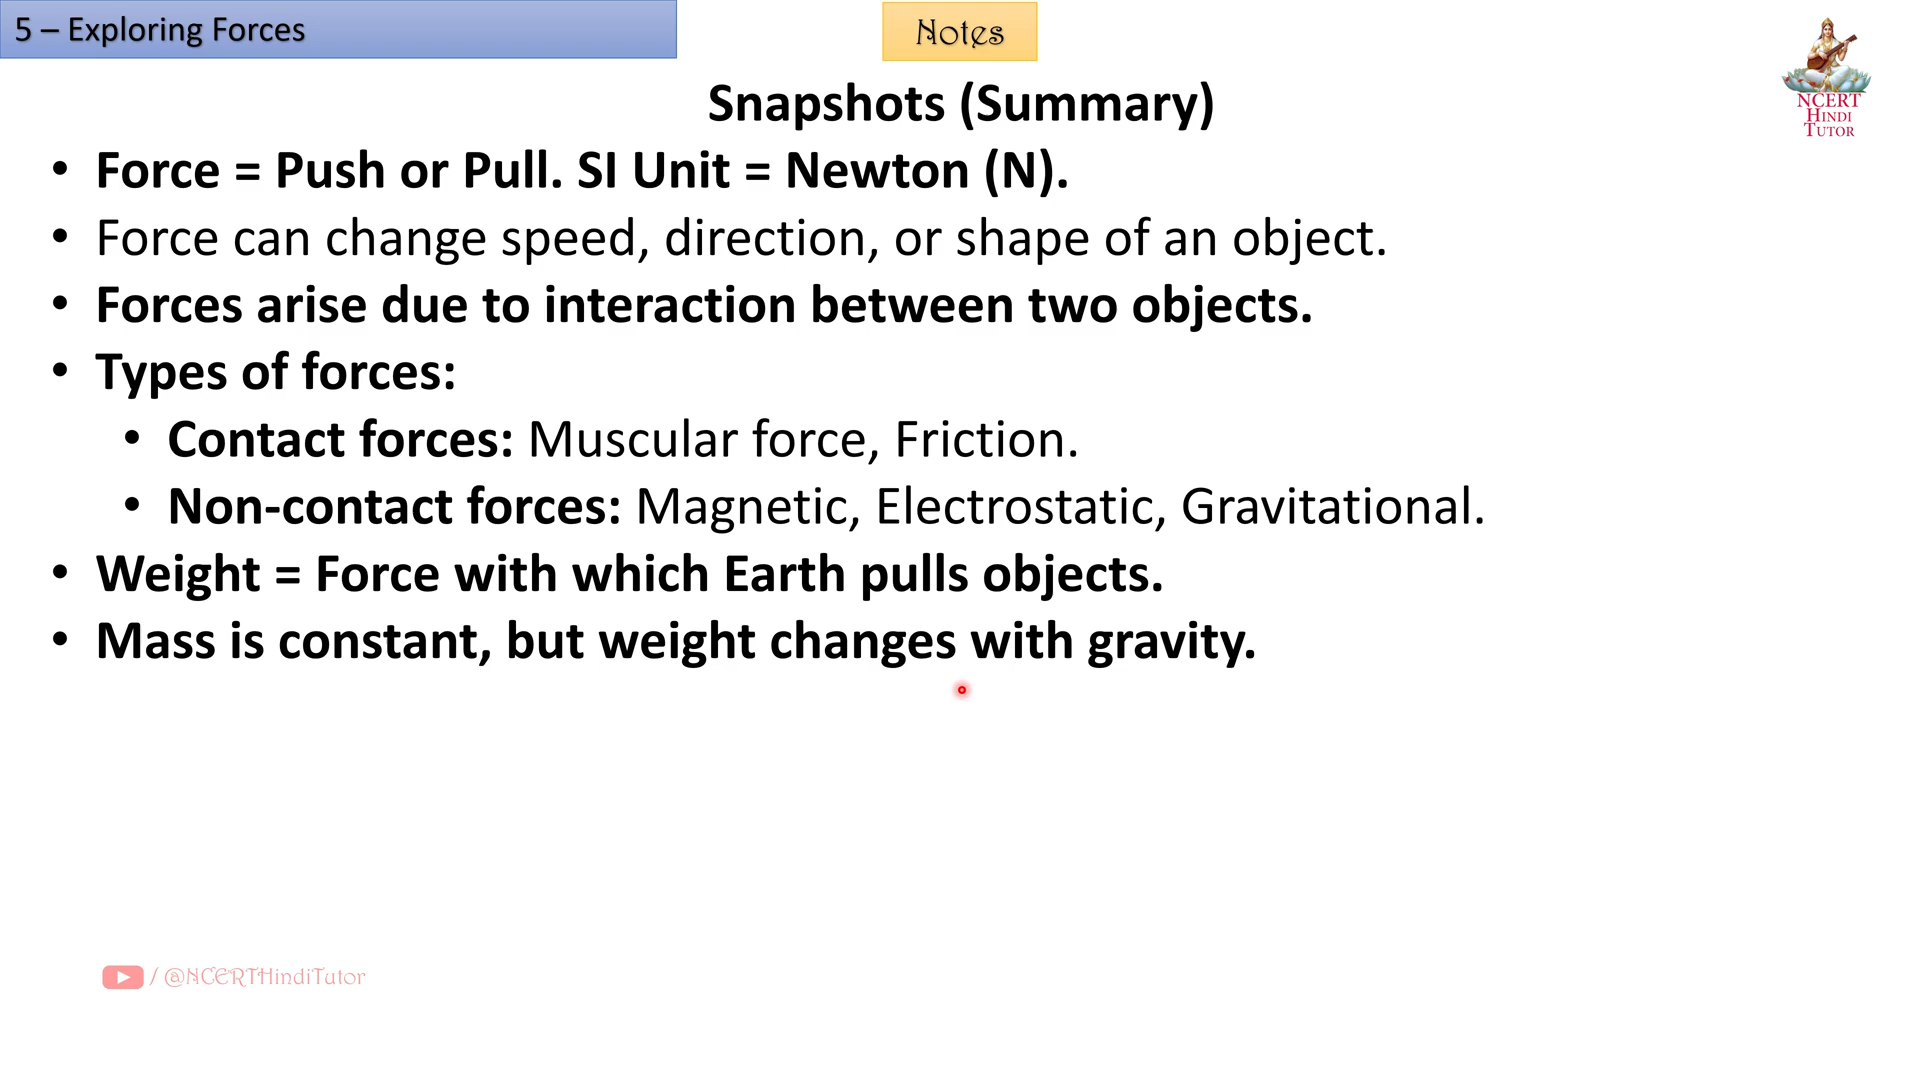 5 – Exploring Forces
Notes
NCERT
HINDI
TUTOR
Snapshots (Summary)
• Force = Push or Pull. SI Unit = Newton (N).
• Force can change speed, direction, or shape of an object.
• Forces arise due to interaction between two objects.
• Types of forces:
• Contact forces: Muscular force, Friction.
• Non-contact forces: Magnetic, Electrostatic, Gravitational.
• Weight = Force with which Earth pulls objects.
• Mass is constant, but weight changes with gravity.
/ @NCERTHindiTutor